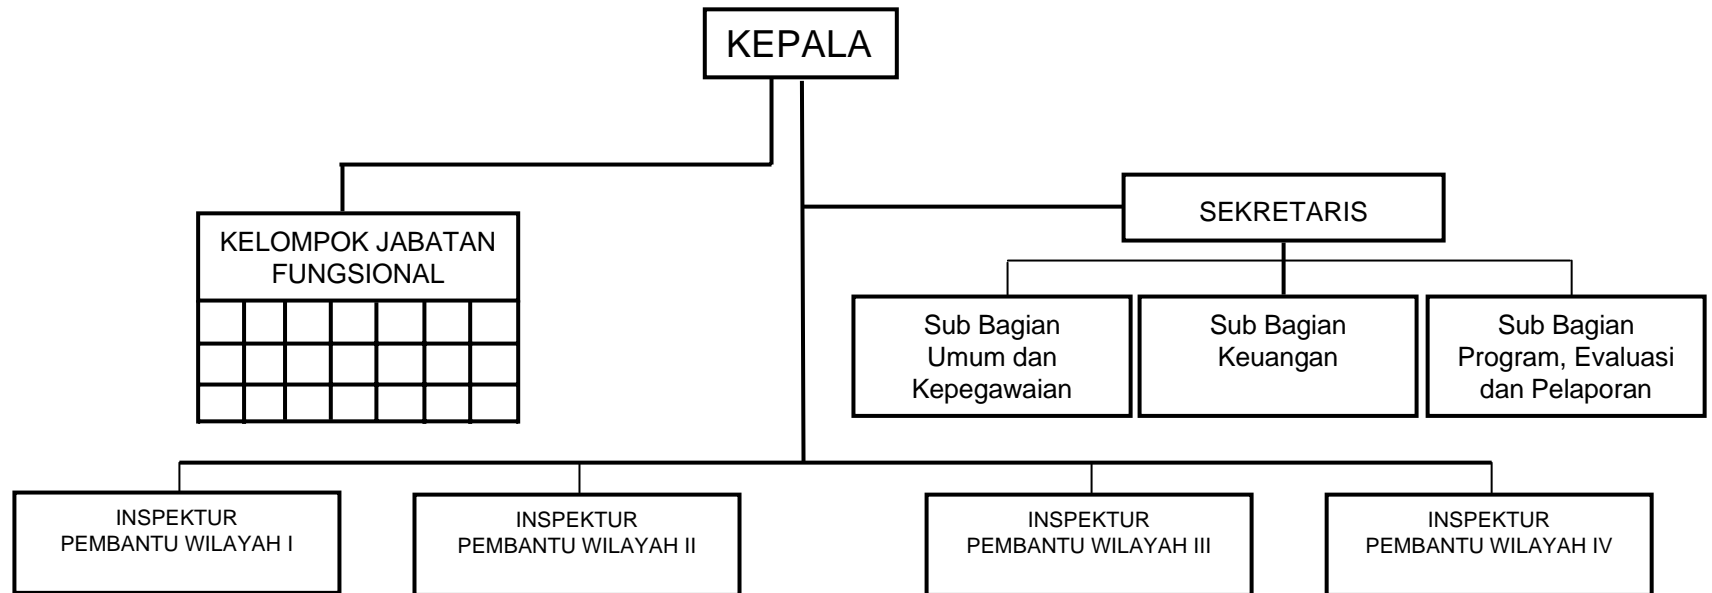 KEPALA
SEKRETARIS
KELOMPOK JABATAN
FUNGSIONAL
Sub Bagian
Umum dan
Kepegawaian
Sub Bagian
Keuangan
Sub Bagian
Program, Evaluasi
dan Pelaporan
INSPEKTUR
PEMBANTU WILAYAH I
INSPEKTUR
PEMBANTU WILAYAH II
INSPEKTUR
PEMBANTU WILAYAH III
INSPEKTUR
PEMBANTU WILAYAH IV